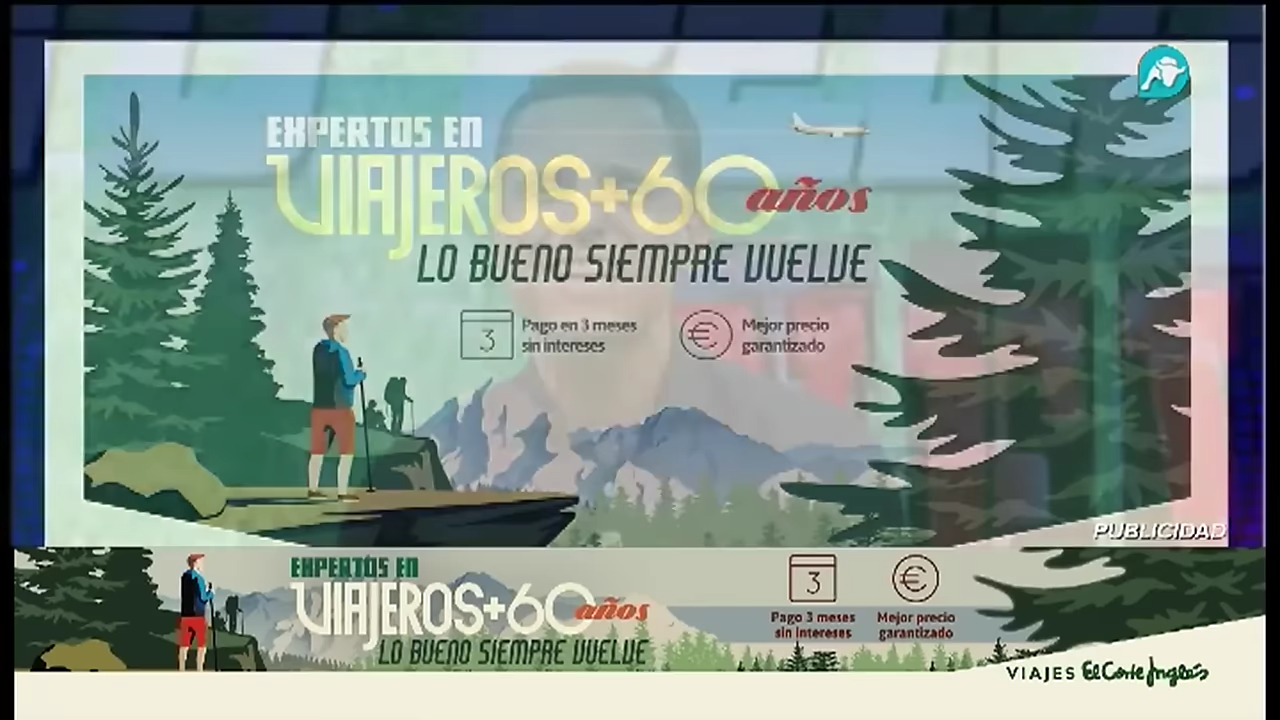 EXPERTOS EN
VIAJEROS+60 años
LO BUENO SIEMPRE VUELVE
3
Pago en 3 meses
sin intereses
€
Mejor precio
garantizado
PUBLICIDAD
EXPERTOS EN
VIAJEROS+60 años
LO BUENO SIEMPRE VUELVE
3
Pago 3 meses
sin intereses
€
Mejor precio
garantizado
VIAJES El Corte Inglés